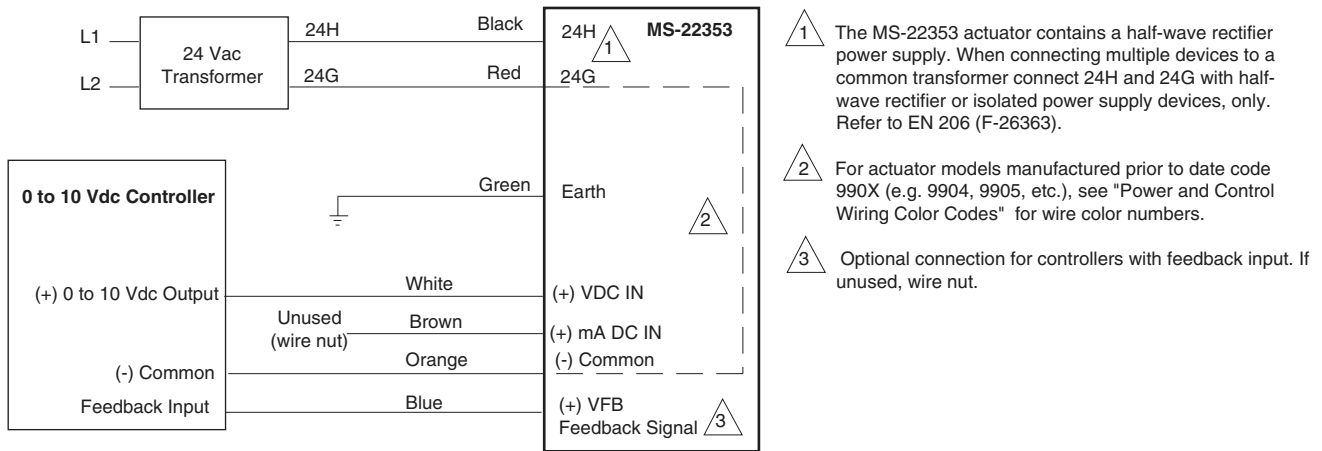 L1
L2
24 Vac
Transformer
24H
Black
24G
Red
24H
1
MS-22353
24G
Green
Earth
2
0 to 10 Vdc Controller
(+) 0 to 10 Vdc Output
White
(+) VDC IN
Unused
(wire nut)
Brown
(+) mA DC IN
(-) Common
Orange
(-) Common
Feedback Input
Blue
(+) VFB
Feedback Signal
3
1
The MS-22353 actuator contains a half-wave rectifier
power supply. When connecting multiple devices to a
common transformer connect 24H and 24G with half-
wave rectifier or isolated power supply devices, only.
Refer to EN 206 (F-26363).
2
For actuator models manufactured prior to date code
990X (e.g. 9904, 9905, etc.), see "Power and Control
Wiring Color Codes" for wire color numbers.
3
Optional connection for controllers with feedback input. If
unused, wire nut.